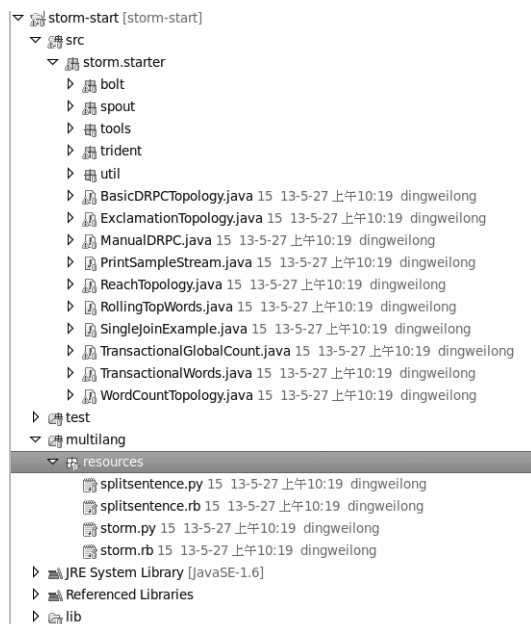 storm-start [storm-start]
src
storm.starter
bolt
spout
tools
trident
util
BasicDRPCTopology.java 15 13-5-27 上午10:19 dingweilong
ExclamationTopology.java 15 13-5-27 上午10:19 dingweilong
ManualDRPC.java 15 13-5-27 上午10:19 dingweilong
PrintSampleStream.java 15 13-5-27 上午10:19 dingweilong
ReachTopology.java 15 13-5-27 上午10:19 dingweilong
RollingTopWords.java 15 13-5-27 上午10:19 dingweilong
SingleJoinExample.java 15 13-5-27 上午10:19 dingweilong
TransactionalGlobalCount.java 15 13-5-27 上午10:19 dingweilong
TransactionalWords.java 15 13-5-27 上午10:19 dingweilong
WordCountTopology.java 15 13-5-27 上午10:19 dingweilong
test
multilang
resources
splitsentence.py 15 13-5-27 上午10:19 dingweilong
splitsentence.rb 15 13-5-27 上午10:19 dingweilong
storm.py 15 13-5-27 上午10:19 dingweilong
storm.rb 15 13-5-27 上午10:19 dingweilong
JRE System Library [JavaSE-1.6]
Referenced Libraries
lib